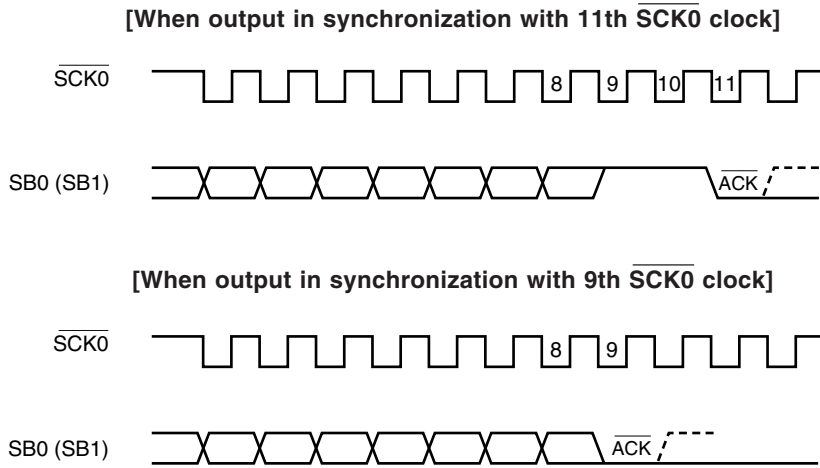 [When output in synchronization with 11th SCK0 clock]
SCK0
8 9 10 11
SB0 (SB1)
ACK
[When output in synchronization with 9th SCK0 clock]
SCK0
8 9
SB0 (SB1)
ACK